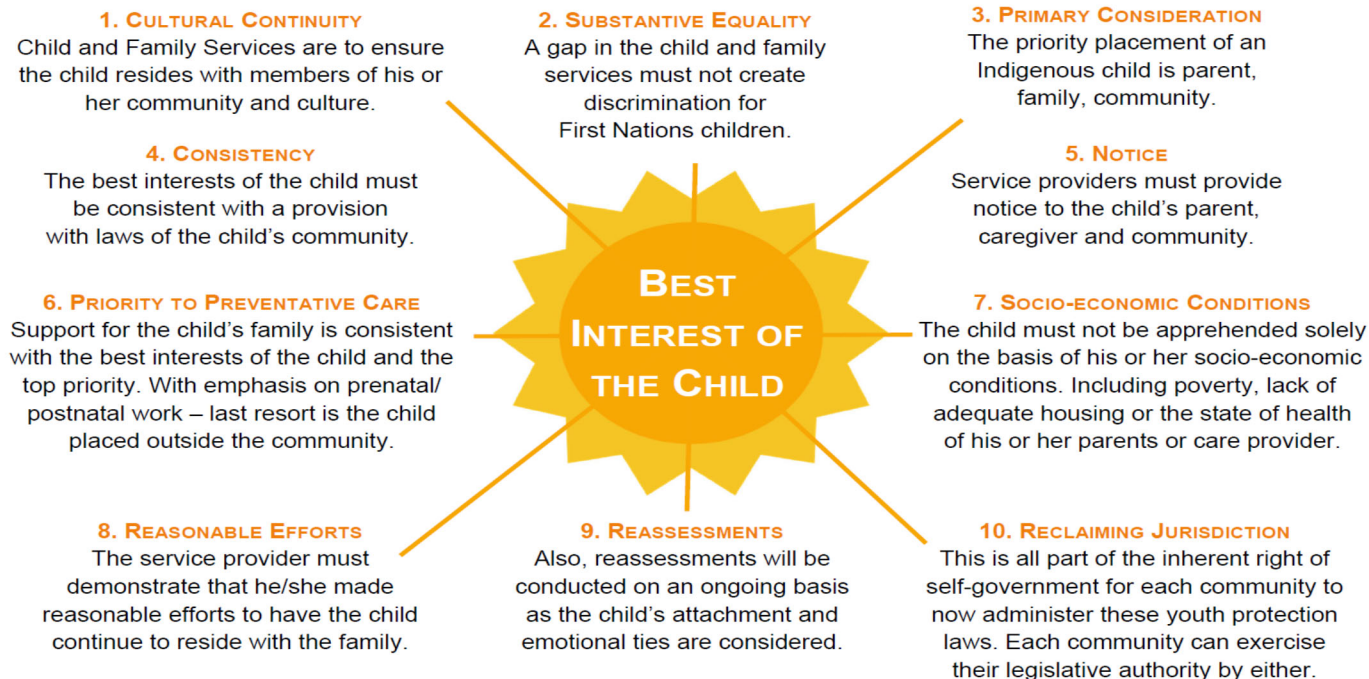 1. CULTURAL CONTINUITY
Child and Family Services are to ensure
the child resides with members of his or
her community and culture.
2. SUBSTANTIVE EQUALITY
A gap in the child and family
services must not create
discrimination for
First Nations children.
3. PRIMARY CONSIDERATION
The priority placement of an
Indigenous child is parent,
family, community.
4. CONSISTENCY
The best interests of the child must
be consistent with a provision
with laws of the child's community.
5. NOTICE
Service providers must provide
notice to the child's parent,
caregiver and community.
BEST
INTEREST OF
THE CHILD
6. PRIORITY TO PREVENTATIVE CARE
Support for the child's family is consistent
with the best interests of the child and the
top priority. With emphasis on prenatal/
postnatal work – last resort is the child
placed outside the community.
7. SOCIO-ECONOMIC CONDITIONS
The child must not be apprehended solely
on the basis of his or her socio-economic
conditions. Including poverty, lack of
adequate housing or the state of health
of his or her parents or care provider.
8. REASONABLE EFFORTS
The service provider must
demonstrate that he/she made
reasonable efforts to have the child
continue to reside with the family.
9. REASSESSMENTS
Also, reassessments will be
conducted on an ongoing basis
as the child's attachment and
emotional ties are considered.
10. RECLAIMING JURISDICTION
This is all part of the inherent right of
self-government for each community to
now administer these youth protection
laws. Each community can exercise
their legislative authority by either.